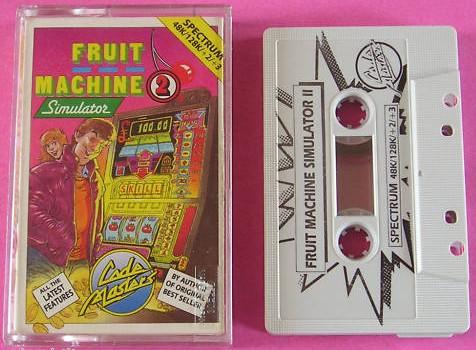 FRUIT
MACHINE 2
Simulator
SPECTRUM
48K/128K/+2/+3
100.00
SKILL
ALL THE
LATEST
FEATURES
Code
Masters
BY AUTHOR
OF ORIGINAL
BEST SELLER
Code
Masters
FRUIT MACHINE SIMULATOR II
SPECTRUM 48K/128K/+2/+3